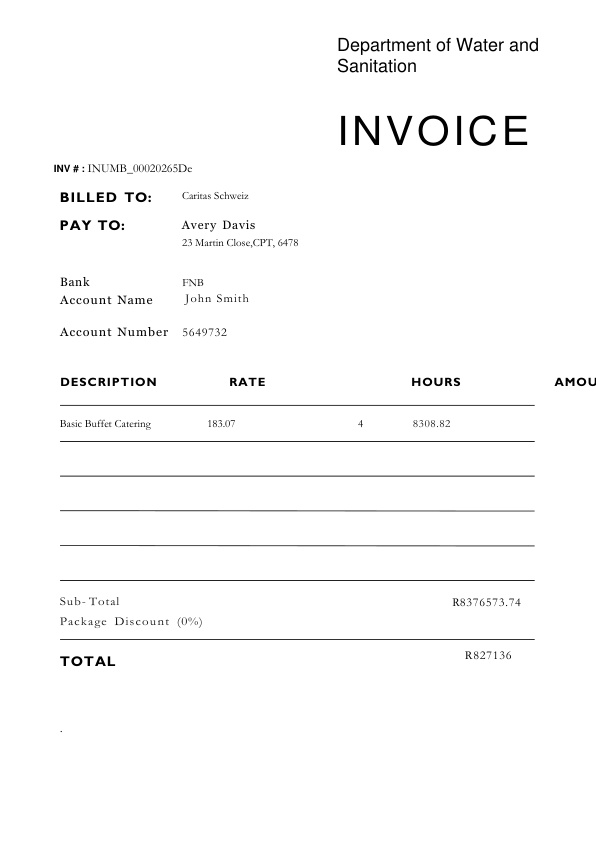 Department of Water and
Sanitation
INVOICE
INV # : INUMB_00020265De
BILLED TO: Caritas Schweiz
PAY TO: Avery Davis
23 Martin Close,CPT, 6478
Bank FNB
Account Name John Smith
Account Number 5649732
DESCRIPTION RATE HOURS AMOU
Basic Buffet Catering 183.07 4 8308.82
Sub-Total R8376573.74
Package Discount (0%)
TOTAL R827136
.